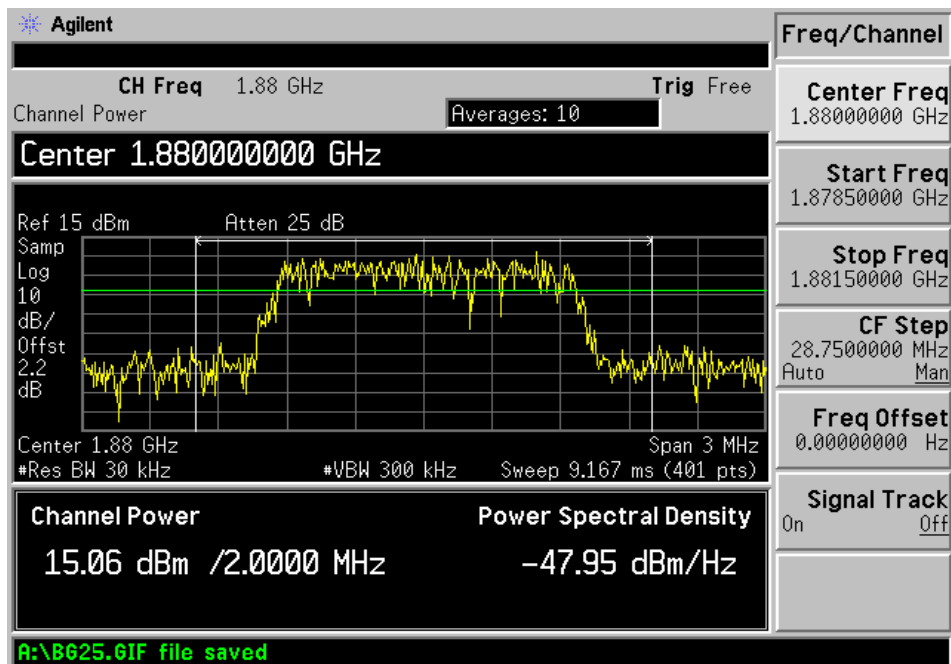 Agilent
Freq/Channel
CH Freq 1.88 GHz Trig Free
Channel Power Averages: 10
Center 1.880000000 GHz
Ref 15 dBm Atten 25 dB
Samp
Log
10
dB/
Offst
2.2
dB
Center 1.88 GHz Span 3 MHz
#Res BW 30 kHz #VBW 300 kHz Sweep 9.167 ms (401 pts)
Channel Power Power Spectral Density
15.06 dBm /2.0000 MHz -47.95 dBm/Hz
A:\BG25.GIF file saved
Center Freq
1.88000000 GHz
Start Freq
1.87850000 GHz
Stop Freq
1.88150000 GHz
CF Step
28.7500000 MHz
Auto Man
Freq Offset
0.00000000 Hz
Signal Track
On Off